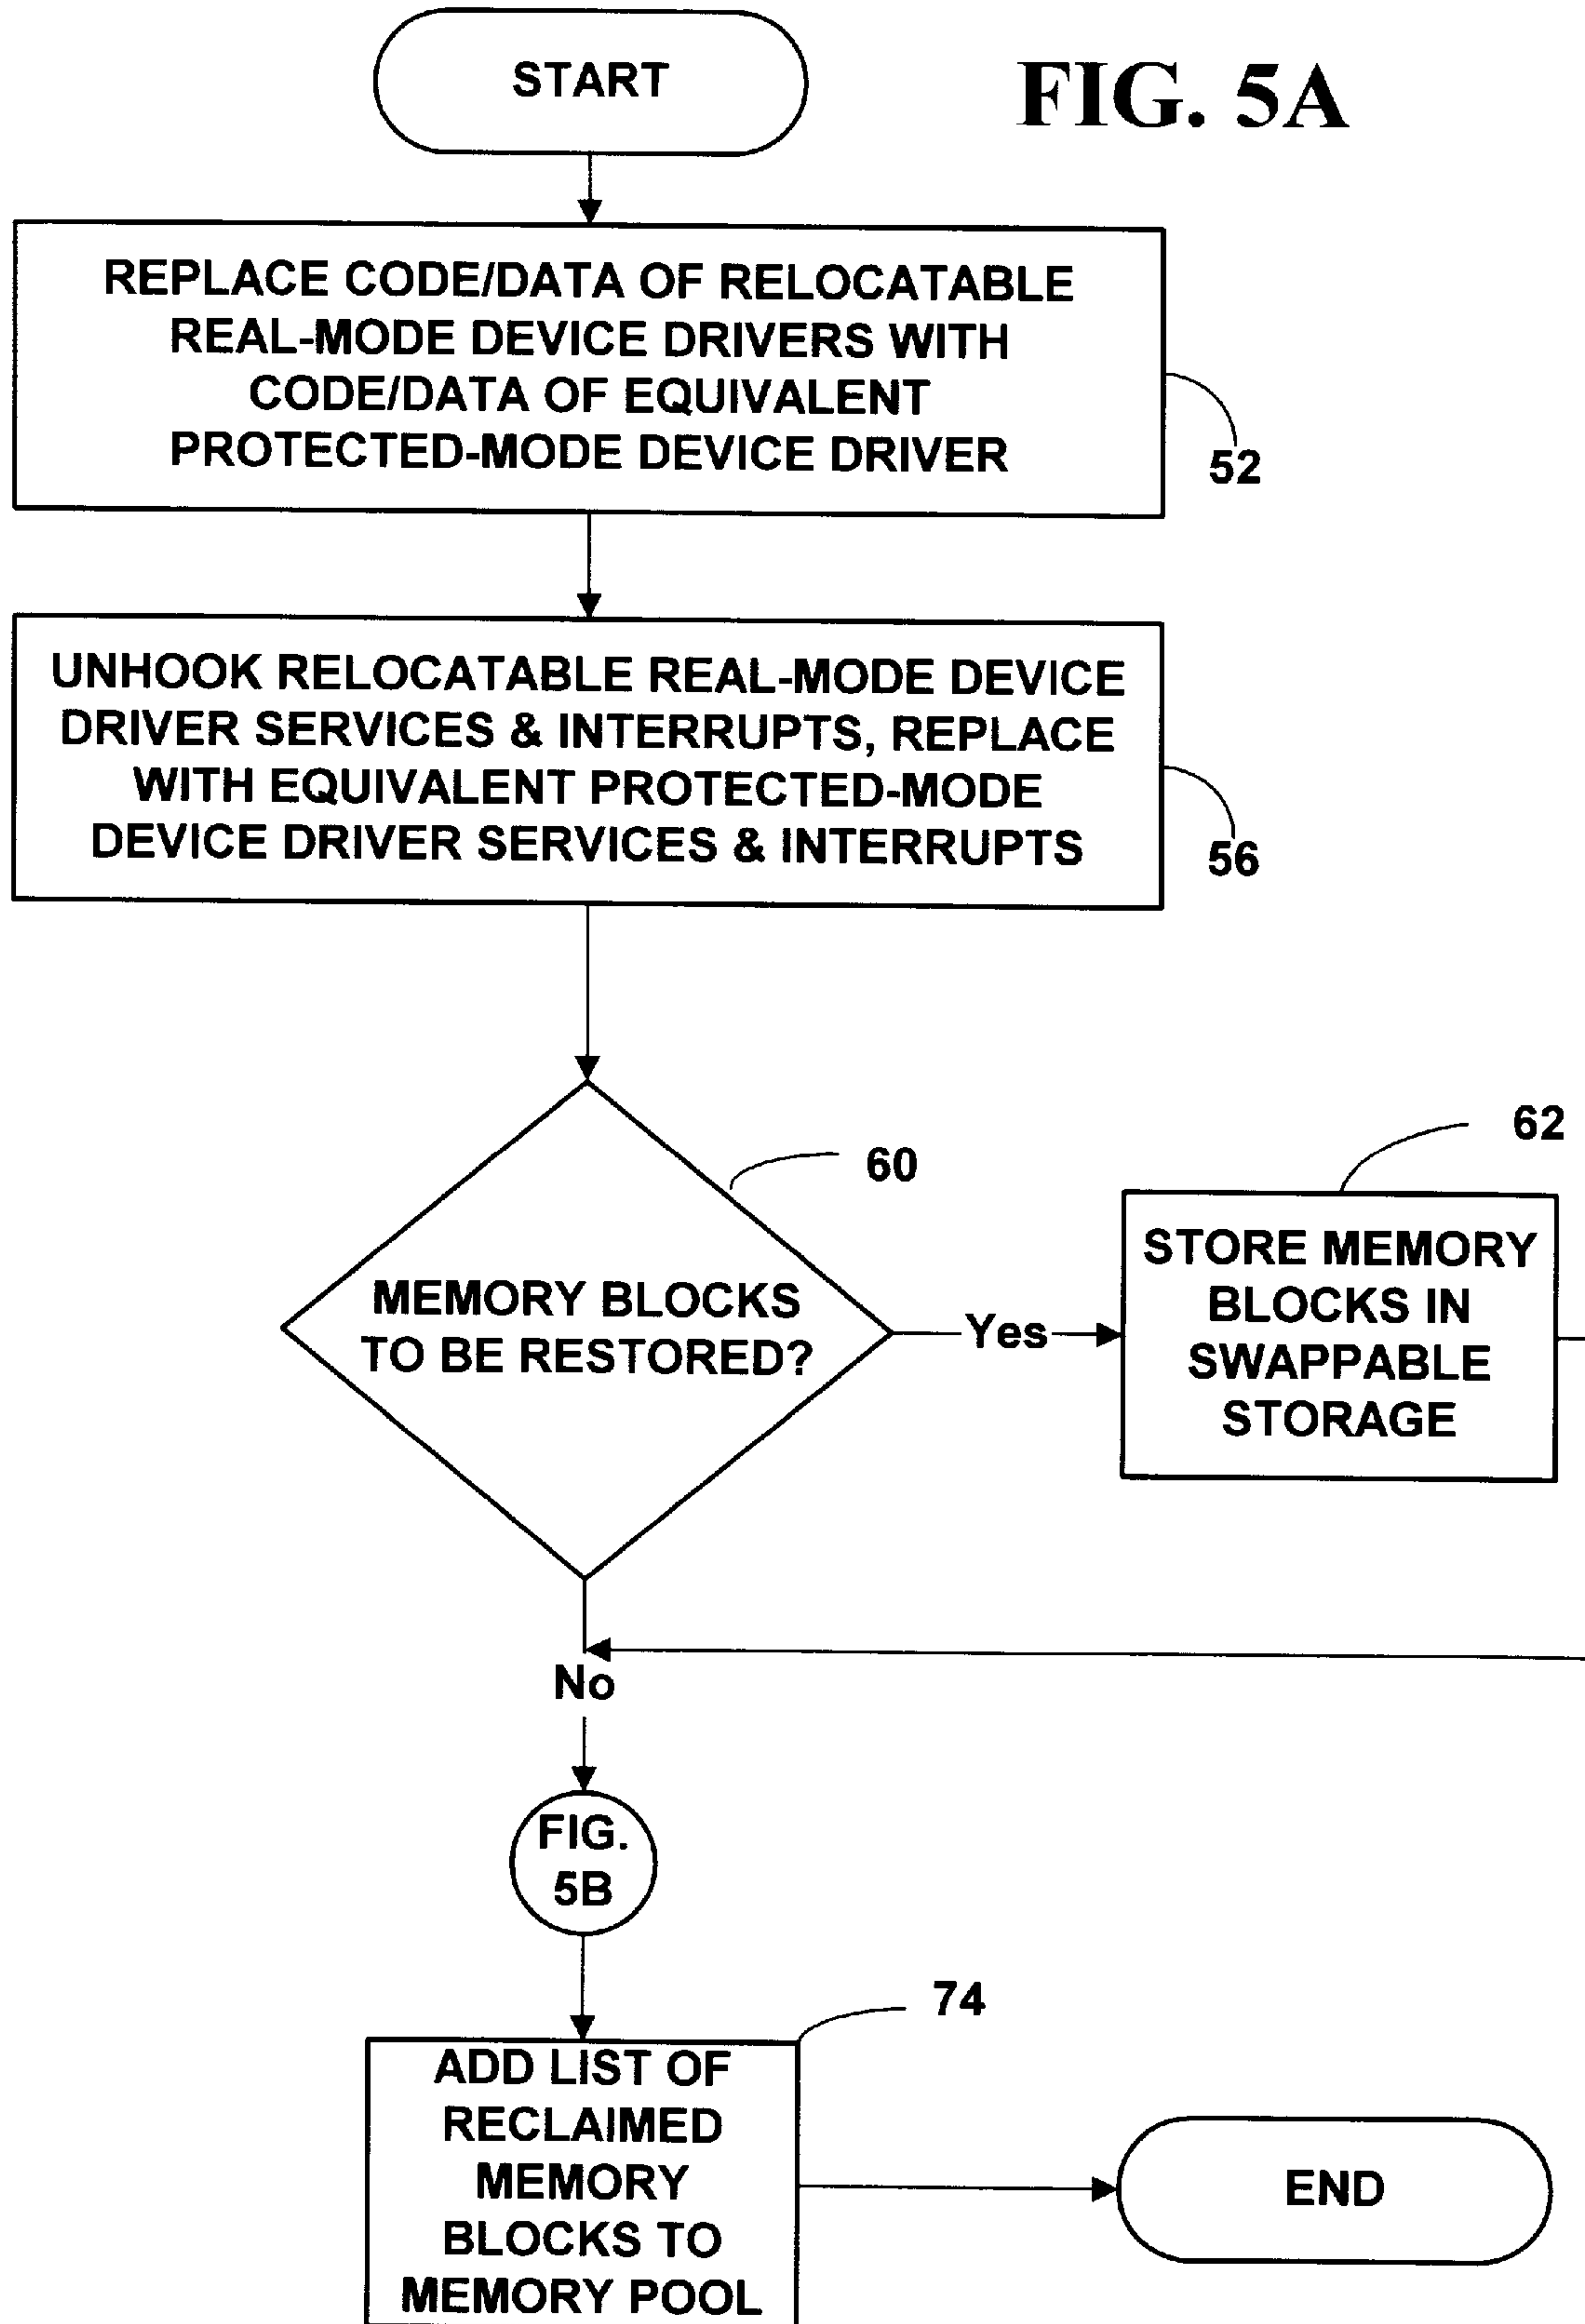 START
FIG. 5A
REPLACE CODE/DATA OF RELOCATABLE
REAL-MODE DEVICE DRIVERS WITH
CODE/DATA OF EQUIVALENT
PROTECTED-MODE DEVICE DRIVER
52
UNHOOK RELOCATABLE REAL-MODE DEVICE
DRIVER SERVICES & INTERRUPTS, REPLACE
WITH EQUIVALENT PROTECTED-MODE
DEVICE DRIVER SERVICES & INTERRUPTS
56
60
MEMORY BLOCKS
TO BE RESTORED?
Yes
62
STORE MEMORY
BLOCKS IN
SWAPPABLE
STORAGE
No
FIG.
5B
74
ADD LIST OF
RECLAIMED
MEMORY
BLOCKS TO
MEMORY POOL
END